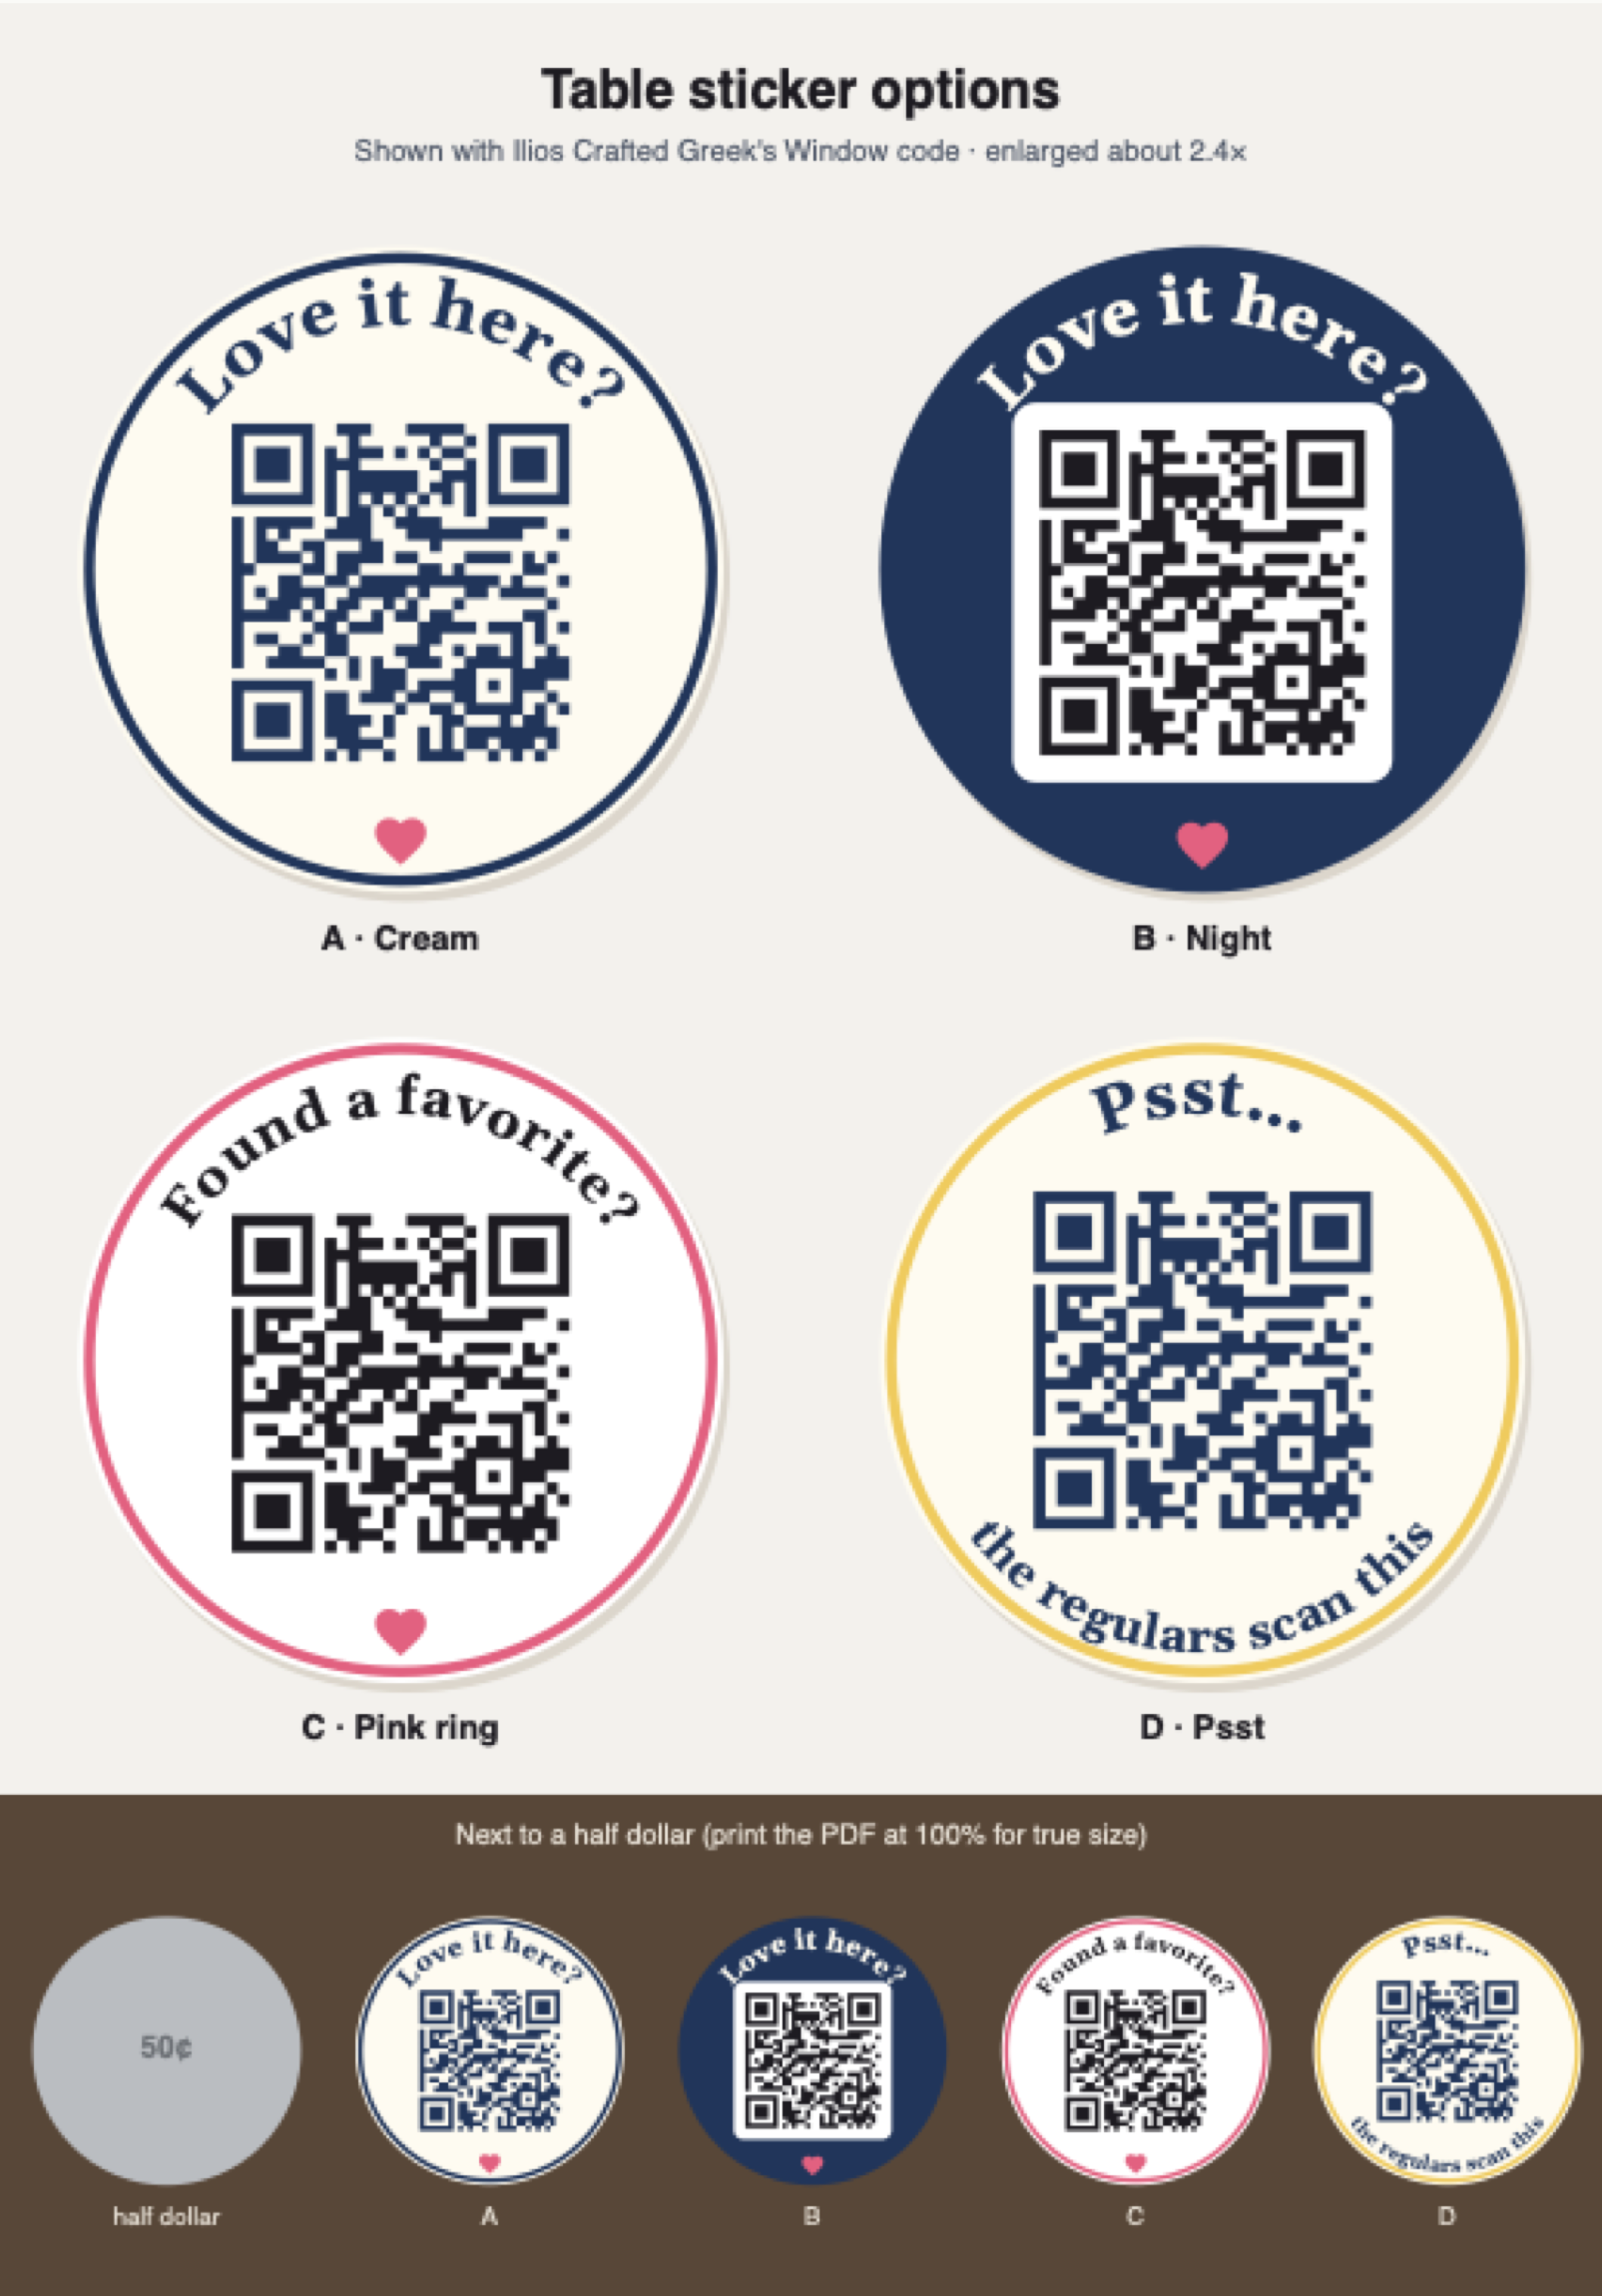 Table sticker options
Shown with Ilios Crafted Greek's Window code · enlarged about 2.4×
Love it here?
Love it here?
A · Cream
B · Night
Found a favorite?
Psst...
the regulars scan this
C · Pink ring
D · Psst
Next to a half dollar (print the PDF at 100% for true size)
50¢
Love it here?
Love it here?
Found a favorite?
Psst...
the regulars scan this
half dollar
A
B
C
D